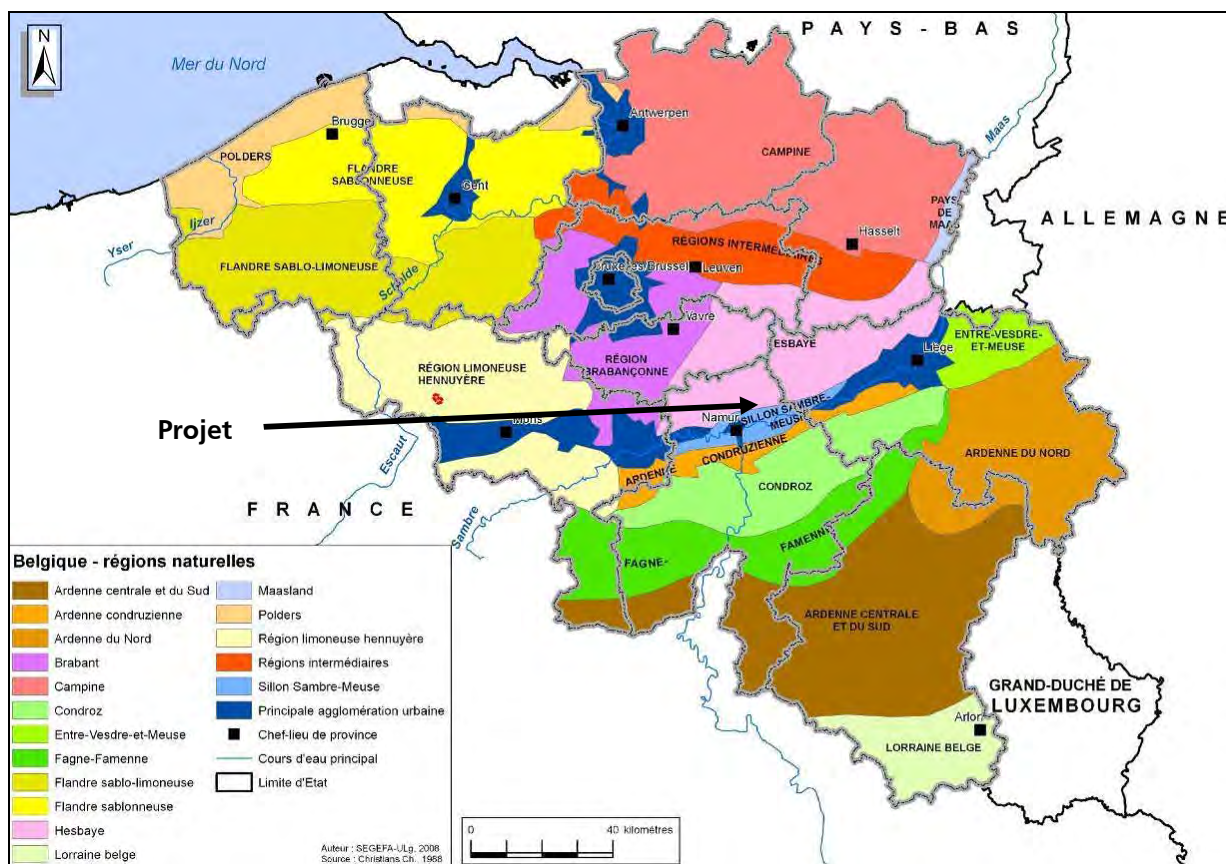 N
PAYS-BAS
Mer du Nord
Brugge
Antwerpen
Maas
POLDERS
FLANDRE
SABLONNEUSE
Gent
CAMPINE
PAYS
DE
MAAS
ALLEMAGNE
Ijzer
Yser
Hasselt
RÉGIONS INTERMÉDIAIRES
FLANDRE SABLO-LIMONEUSE
Schelde
Bruxelles/Brussel
Leuven
Wavre
ESBAYE
Liège
ENTRE-VESDRE-
ET-MEUSE
RÉGION LIMONEUSE
HENNUYÈRE
RÉGION
BRABANÇONNE
Projet
Mons
Namur
SILLON SAMBRE-
MEUSE
Escaut
ARDENNE
CONDRUZIENNE
ARDENNE DU NORD
FRANCE
Sambre
CONDROZ
FAGNE-
FAMENNE
ARDENNE CENTRALE
ET DU SUD
GRAND-DUCHÉ DE
LUXEMBOURG
Arlon
LORRAINE BELGE
Belgique - régions naturelles
Ardenne centrale et du Sud
Ardenne condruzienne
Ardenne du Nord
Brabant
Campine
Condroz
Entre-Vesdre-et-Meuse
Fagne-Famenne
Flandre sablo-limoneuse
Flandre sablonneuse
Hesbaye
Lorraine belge
Maasland
Polders
Région limoneuse hennuyère
Régions intermédiaires
Sillon Sambre-Meuse
Principale agglomération urbaine
Chef-lieu de province
Cours d'eau principal
Limite d'Etat
Auteur : SEGEFA-ULg, 2008
Source : Christians Ch., 1988
0 40 kilomètres